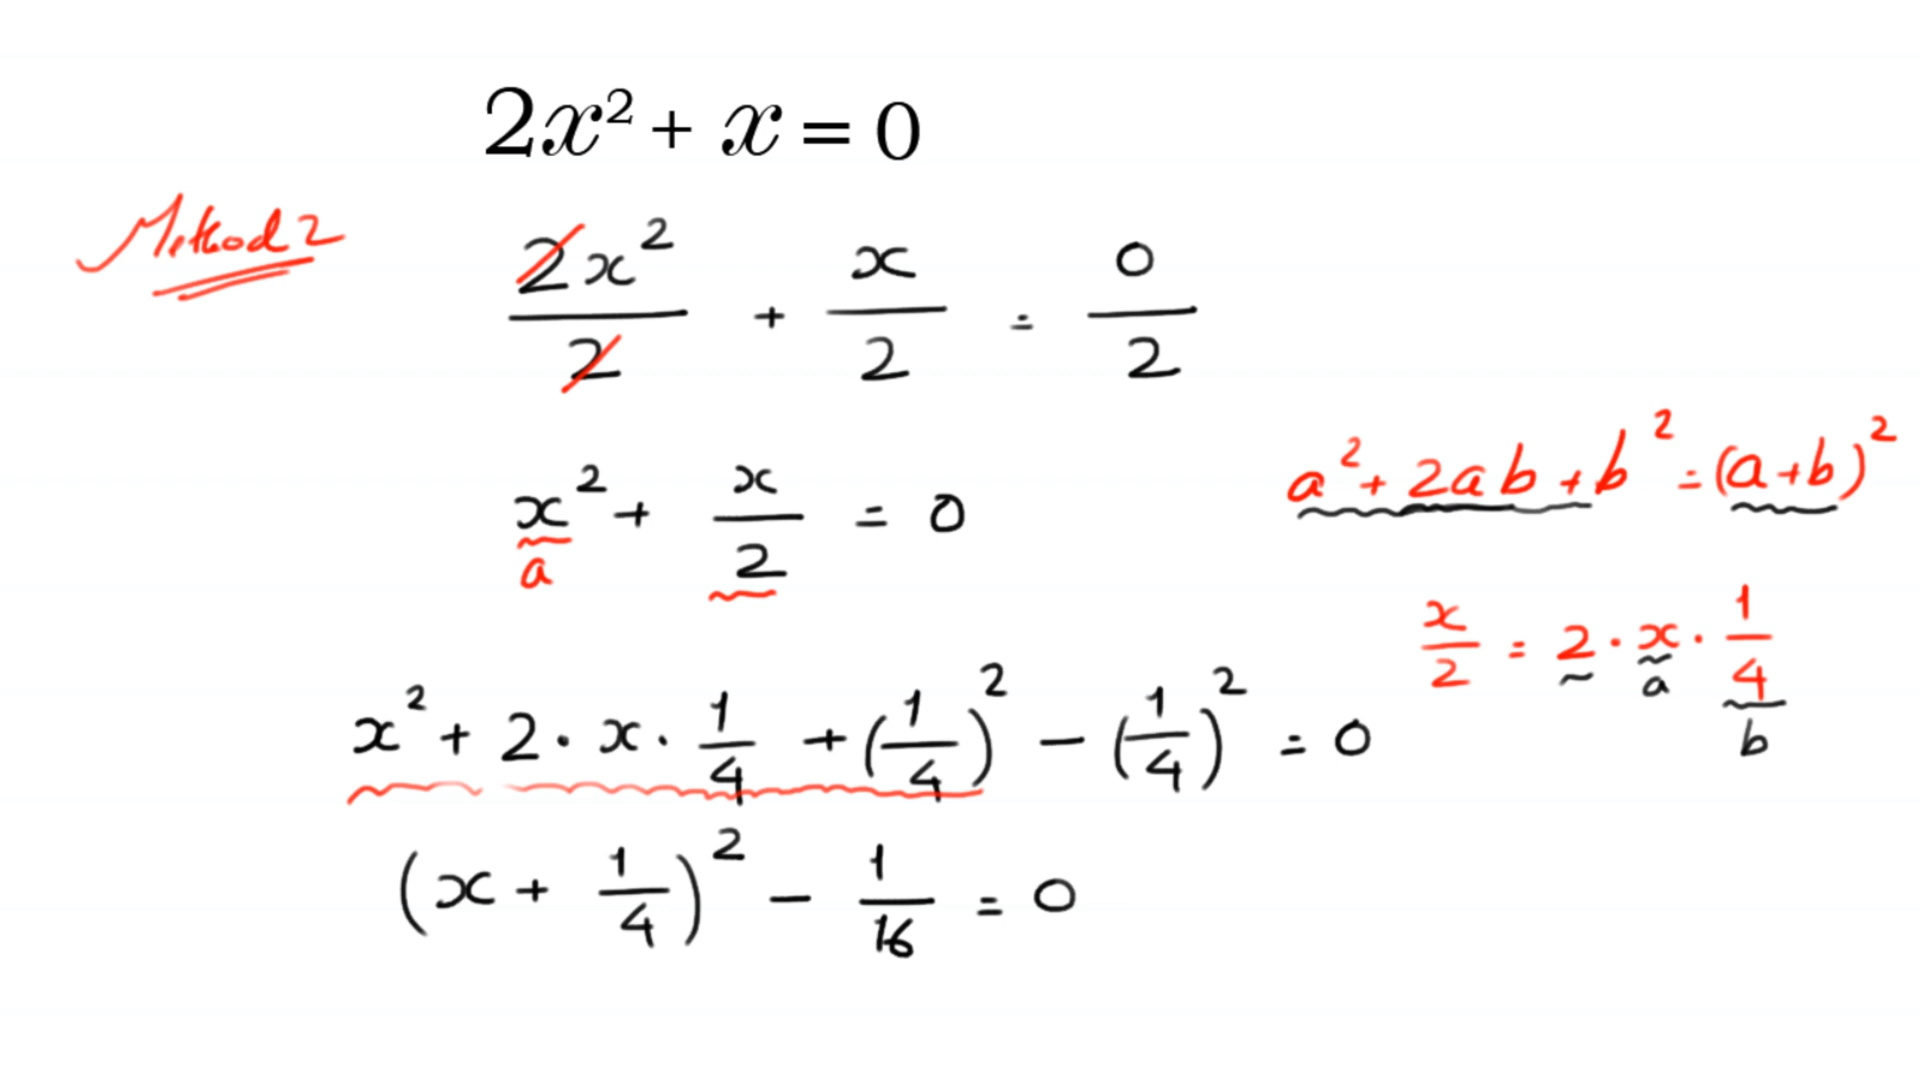 2x² + x = 0
Method 2
2x²/2 + x/2 = 0/2
x² + x/2 = 0
a
a² + 2ab + b² = (a+b)²
x/2 = 2 · x · 1/4
a b
x² + 2 · x · 1/4 + (1/4)² − (1/4)² = 0
(x + 1/4)² − 1/16 = 0